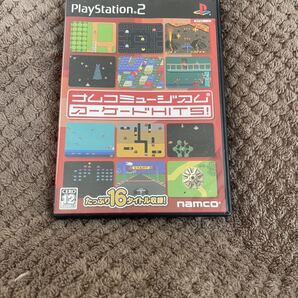 PlayStation 2
ナムコミュージアム
アーケードHITS!
たっぷり16タイトル収録!
namco